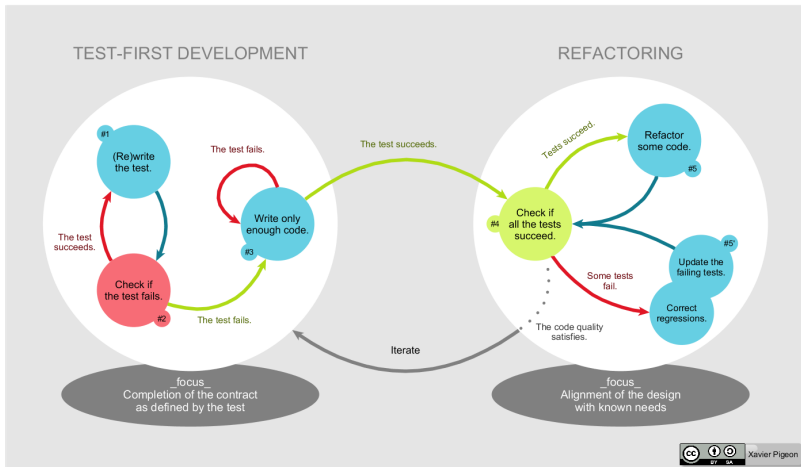 TEST-FIRST DEVELOPMENT
REFACTORING
#1
(Re)write
the test.
The test fails.
The test succeeds.
Tests succeed.
Refactor
some code.
#5
Write only
enough code.
#3
#4
Check if
all the tests
succeed.
The test
succeeds.
#5'
Update the
failing tests.
Check if
the test fails.
#2
The test fails.
Some tests
fail.
Correct
regressions.
The code quality
satisfies.
Iterate
_focus_
Completion of the contract
as defined by the test
_focus_
Alignment of the design
with known needs
cc
BY SA
Xavier Pigeon